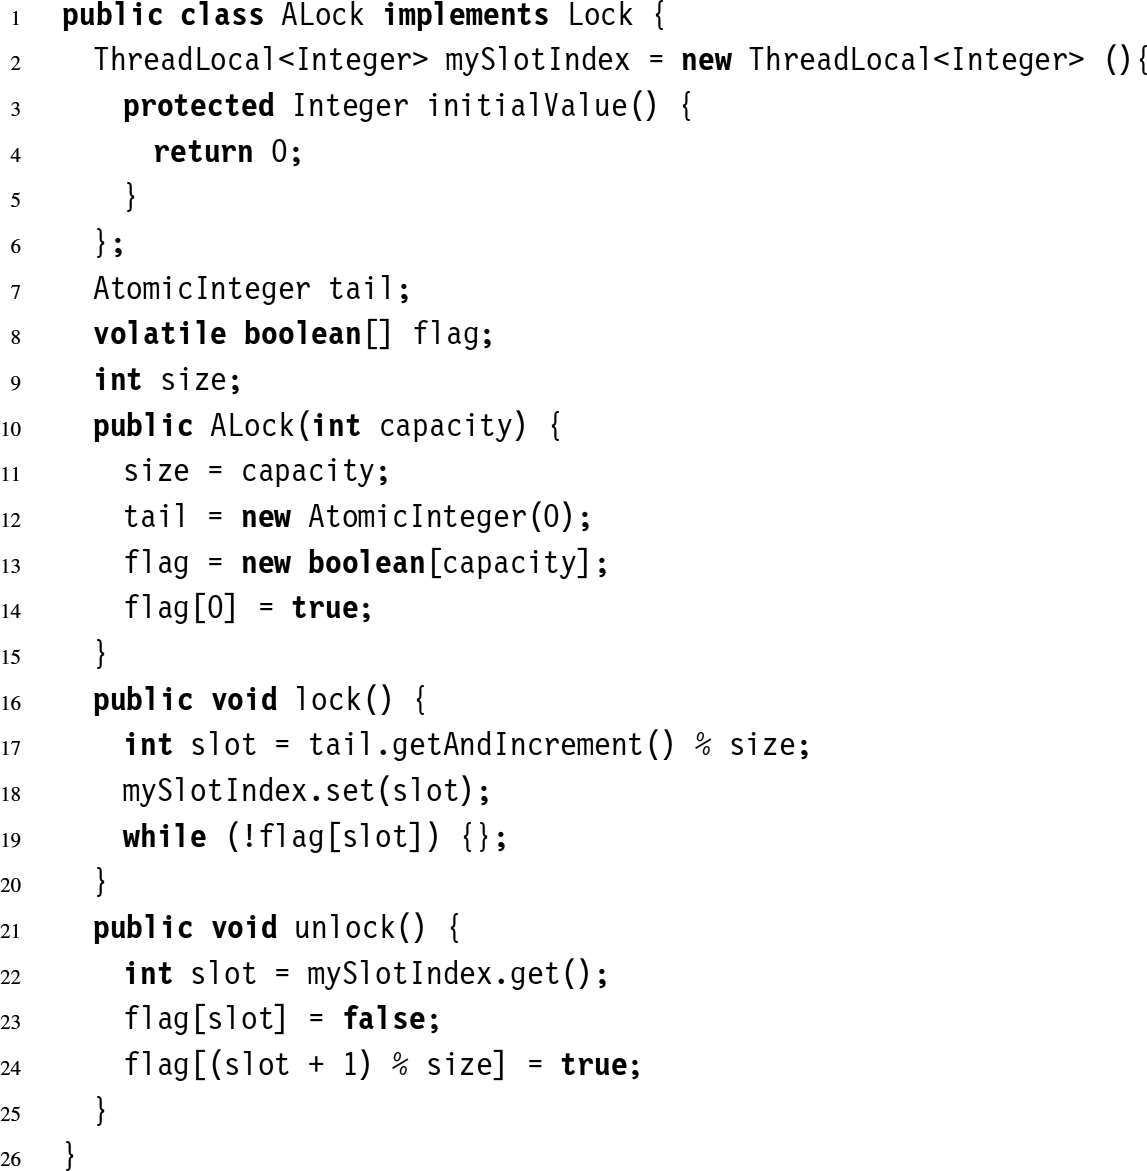 1 public class ALock implements Lock {
2 ThreadLocal<Integer> mySlotIndex = new ThreadLocal<Integer> (){
3 protected Integer initialValue() {
4 return 0;
5 }
6 };
7 AtomicInteger tail;
8 volatile boolean[] flag;
9 int size;
10 public ALock(int capacity) {
11 size = capacity;
12 tail = new AtomicInteger(0);
13 flag = new boolean[capacity];
14 flag[0] = true;
15 }
16 public void lock() {
17 int slot = tail.getAndIncrement() % size;
18 mySlotIndex.set(slot);
19 while (!flag[slot]) {};
20 }
21 public void unlock() {
22 int slot = mySlotIndex.get();
23 flag[slot] = false;
24 flag[(slot + 1) % size] = true;
25 }
26 }